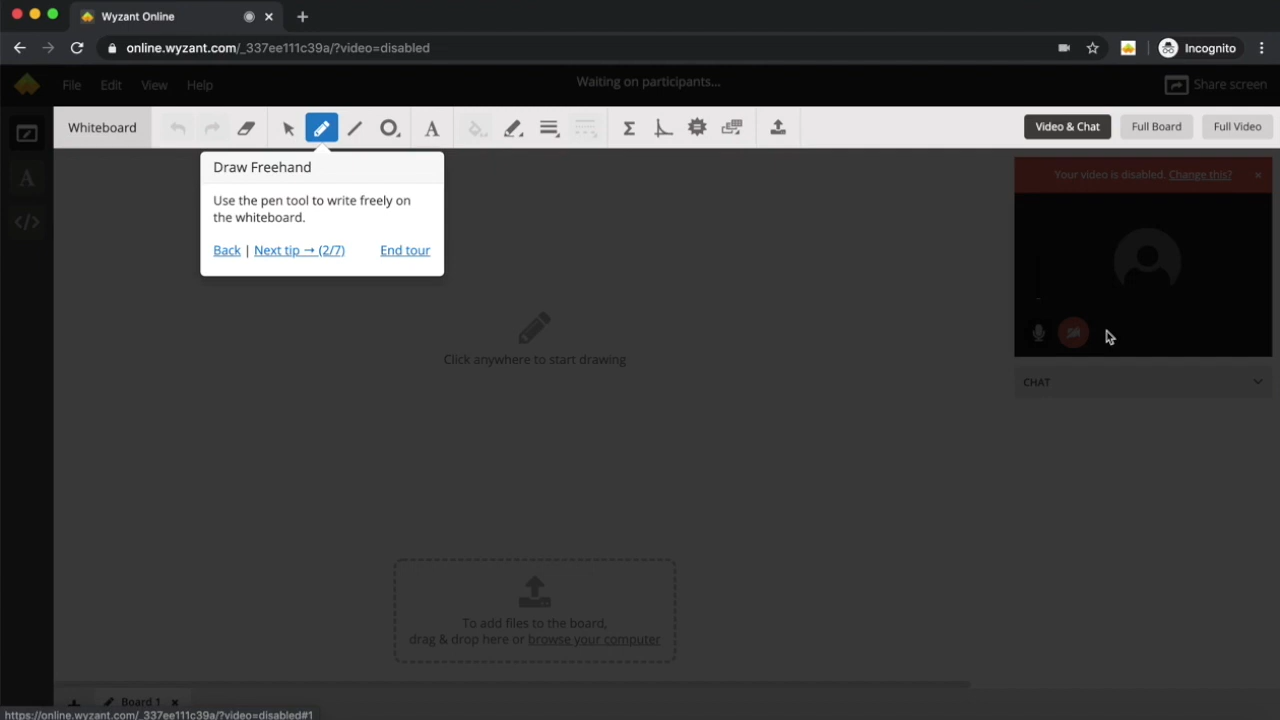 Wyzant Online
online.wyzant.com/_337ee111c39a/?video=disabled
Incognito
File Edit View Help
Waiting on participants...
Share screen
Whiteboard
A
Σ
Video & Chat
Full Board
Full Video
Draw Freehand
Use the pen tool to write freely on
the whiteboard.
Back | Next tip → (2/7) End tour
Your video is disabled. Change this? ×
A
</>
Click anywhere to start drawing
CHAT
To add files to the board,
drag & drop here or browse your computer
+ Board 1 ×
https://online.wyzant.com/_337ee111c39a/?video=disabled#1